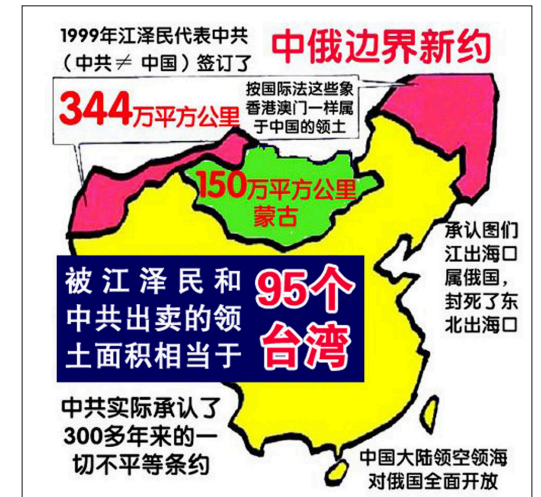 1999年江泽民代表中共
（中共≠ 中国）签订了
中俄边界新约
344万平方公里
按国际法这些象
香港澳门一样属
于中国的领土
150万平方公里
蒙古
承认图们
江出海口
属俄国，
封死了东
北出海口
被江泽民和
中共出卖的领
土面积相当于
95个
台湾
中共实际承认了
300多年来的一
切不平等条约
中国大陆领空领海
对俄国全面开放